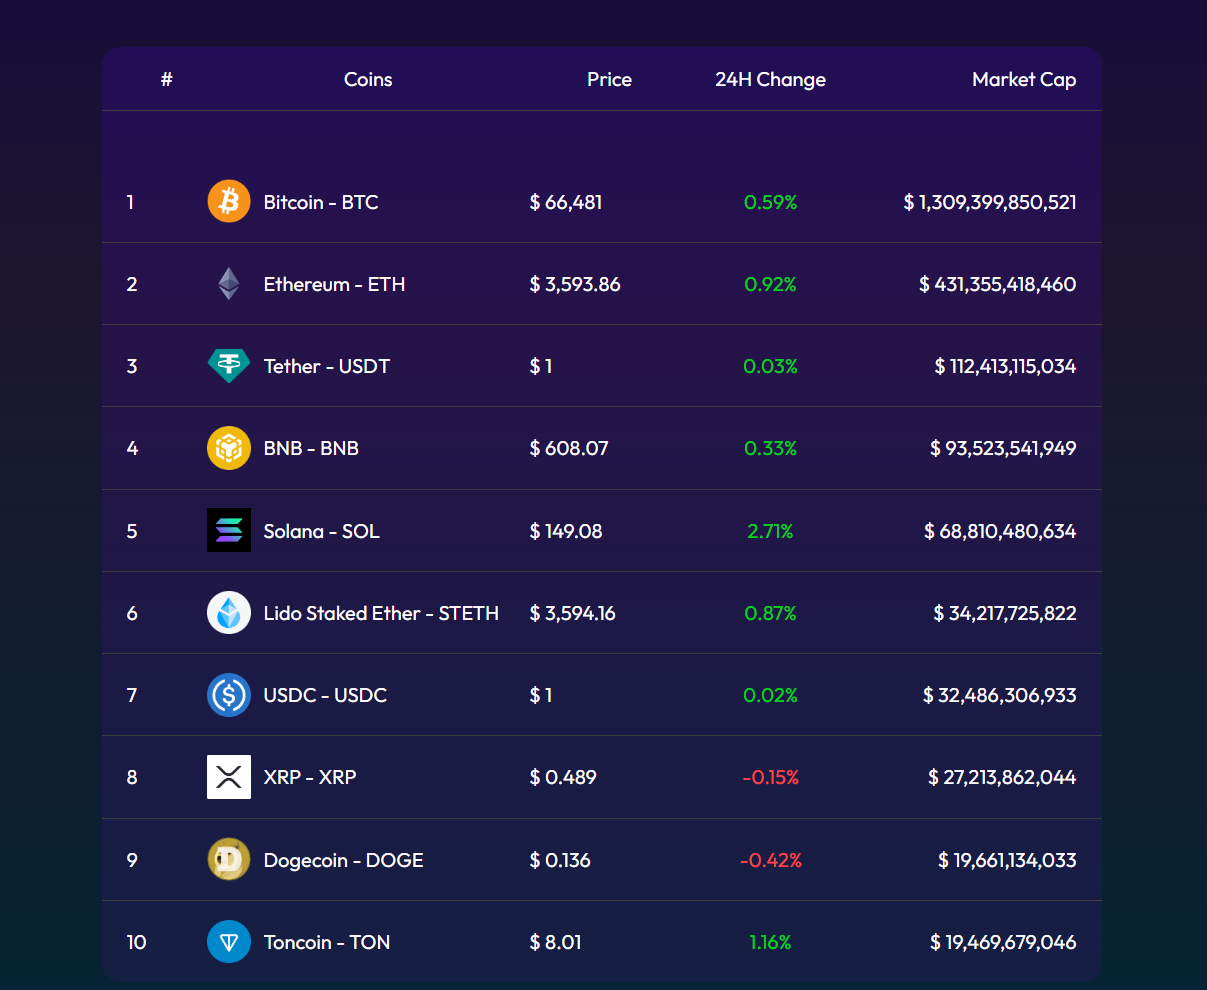 # Coins Price 24H Change Market Cap
1 Bitcoin - BTC $ 66,481 0.59% $ 1,309,399,850,521
2 Ethereum - ETH $ 3,593.86 0.92% $ 431,355,418,460
3 Tether - USDT $ 1 0.03% $ 112,413,115,034
4 BNB - BNB $ 608.07 0.33% $ 93,523,541,949
5 Solana - SOL $ 149.08 2.71% $ 68,810,480,634
6 Lido Staked Ether - STETH $ 3,594.16 0.87% $ 34,217,725,822
7 USDC - USDC $ 1 0.02% $ 32,486,306,933
8 XRP - XRP $ 0.489 -0.15% $ 27,213,862,044
9 Dogecoin - DOGE $ 0.136 -0.42% $ 19,661,134,033
10 Toncoin - TON $ 8.01 1.16% $ 19,469,679,046